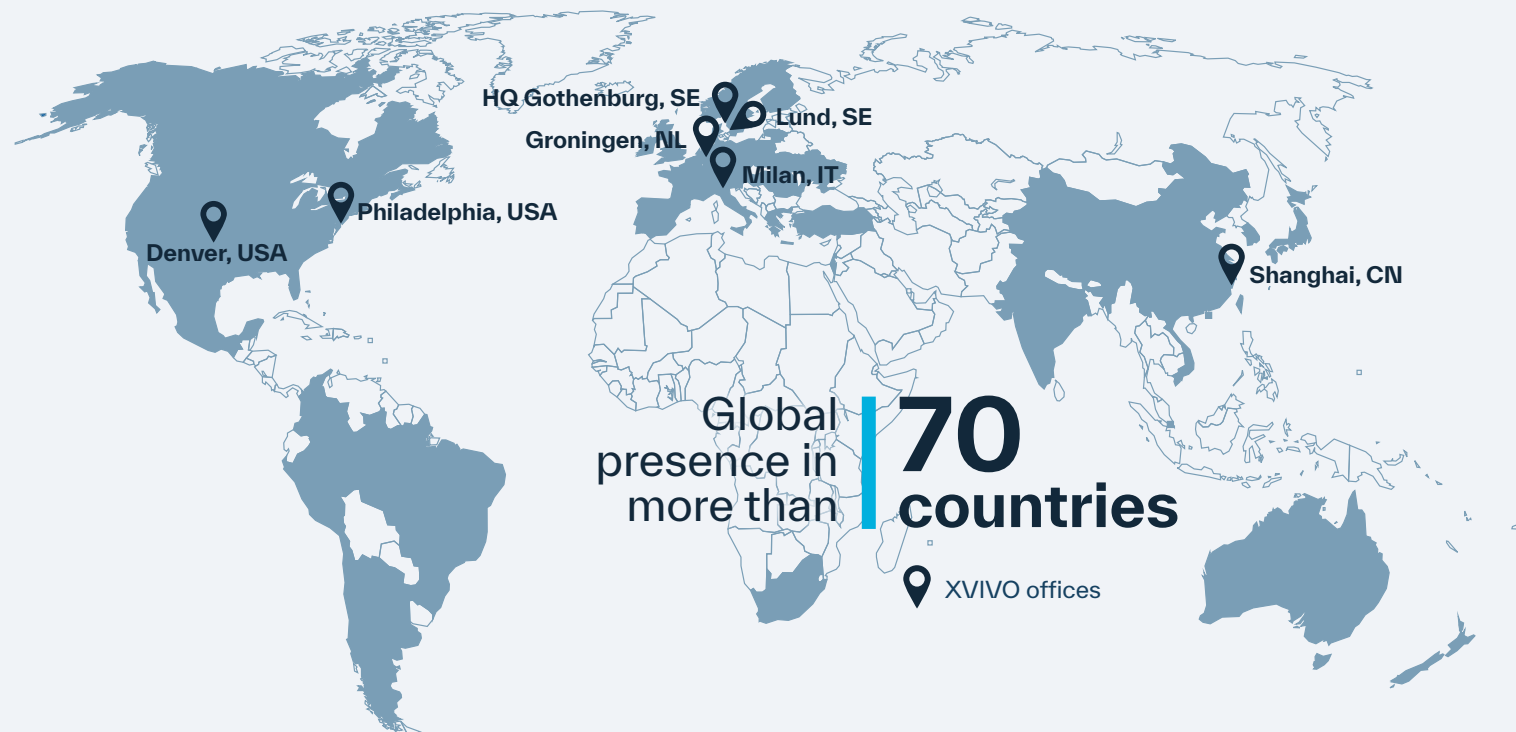 HQ Gothenburg, SE
Lund, SE
Groningen, NL
Milan, IT
Philadelphia, USA
Denver, USA
Shanghai, CN
Global
presence in
more than
70
countries
XVIVO offices